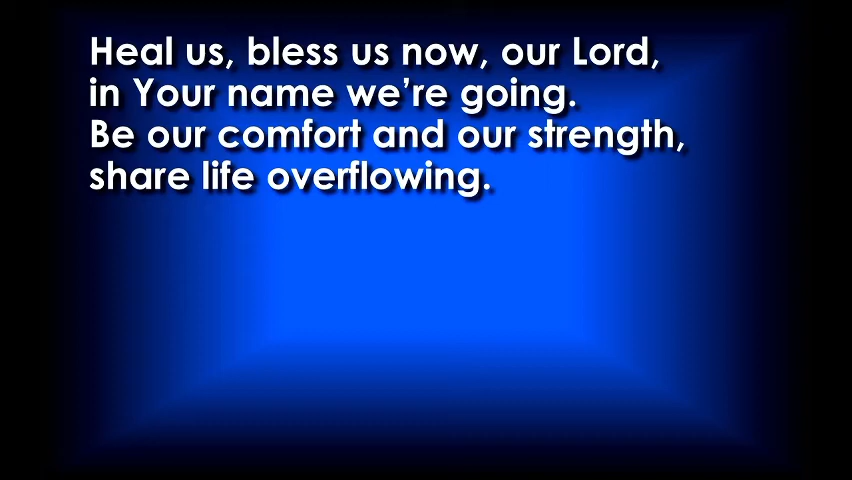 Heal us, bless us now, our Lord,
in Your name we’re going.
Be our comfort and our strength,
share life overflowing.